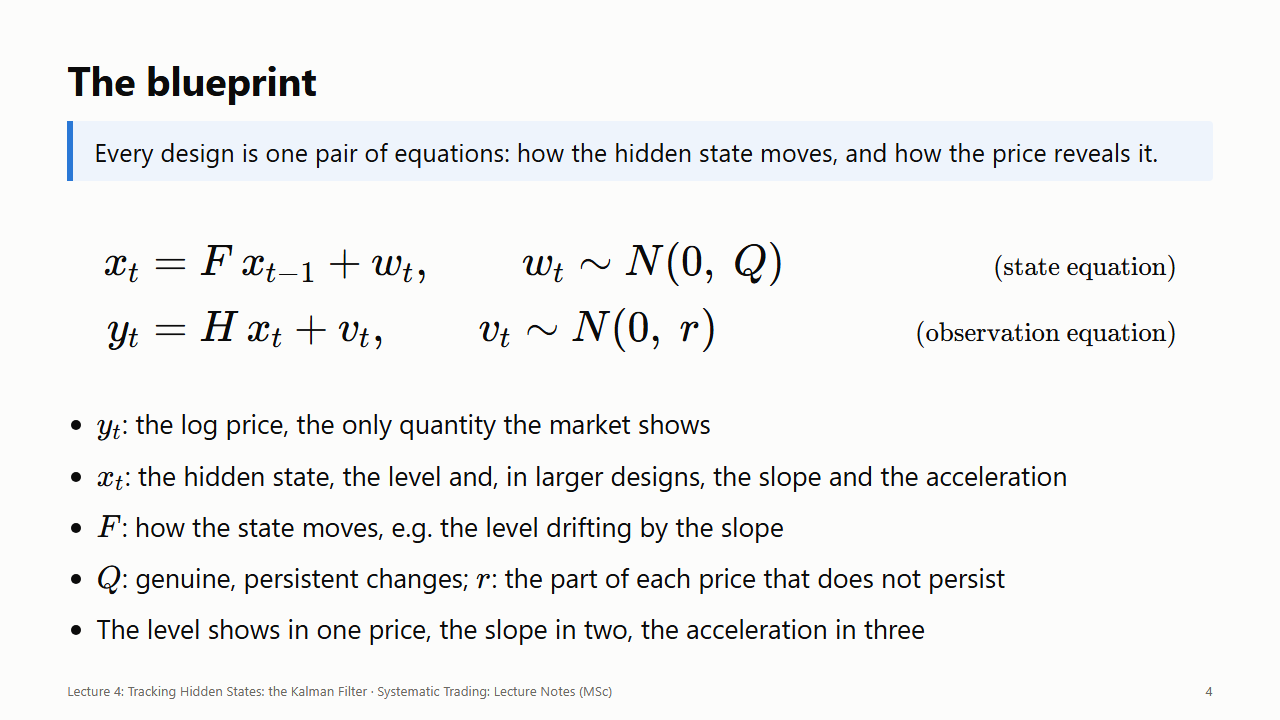 The blueprint
Every design is one pair of equations: how the hidden state moves, and how the price reveals it.
x_t = F x_{t−1} + w_t, w_t ∼ N(0, Q) (state equation)
y_t = H x_t + v_t, v_t ∼ N(0, r) (observation equation)
• y_t: the log price, the only quantity the market shows
• x_t: the hidden state, the level and, in larger designs, the slope and the acceleration
• F: how the state moves, e.g. the level drifting by the slope
• Q: genuine, persistent changes; r: the part of each price that does not persist
• The level shows in one price, the slope in two, the acceleration in three
Lecture 4: Tracking Hidden States: the Kalman Filter · Systematic Trading: Lecture Notes (MSc) 4